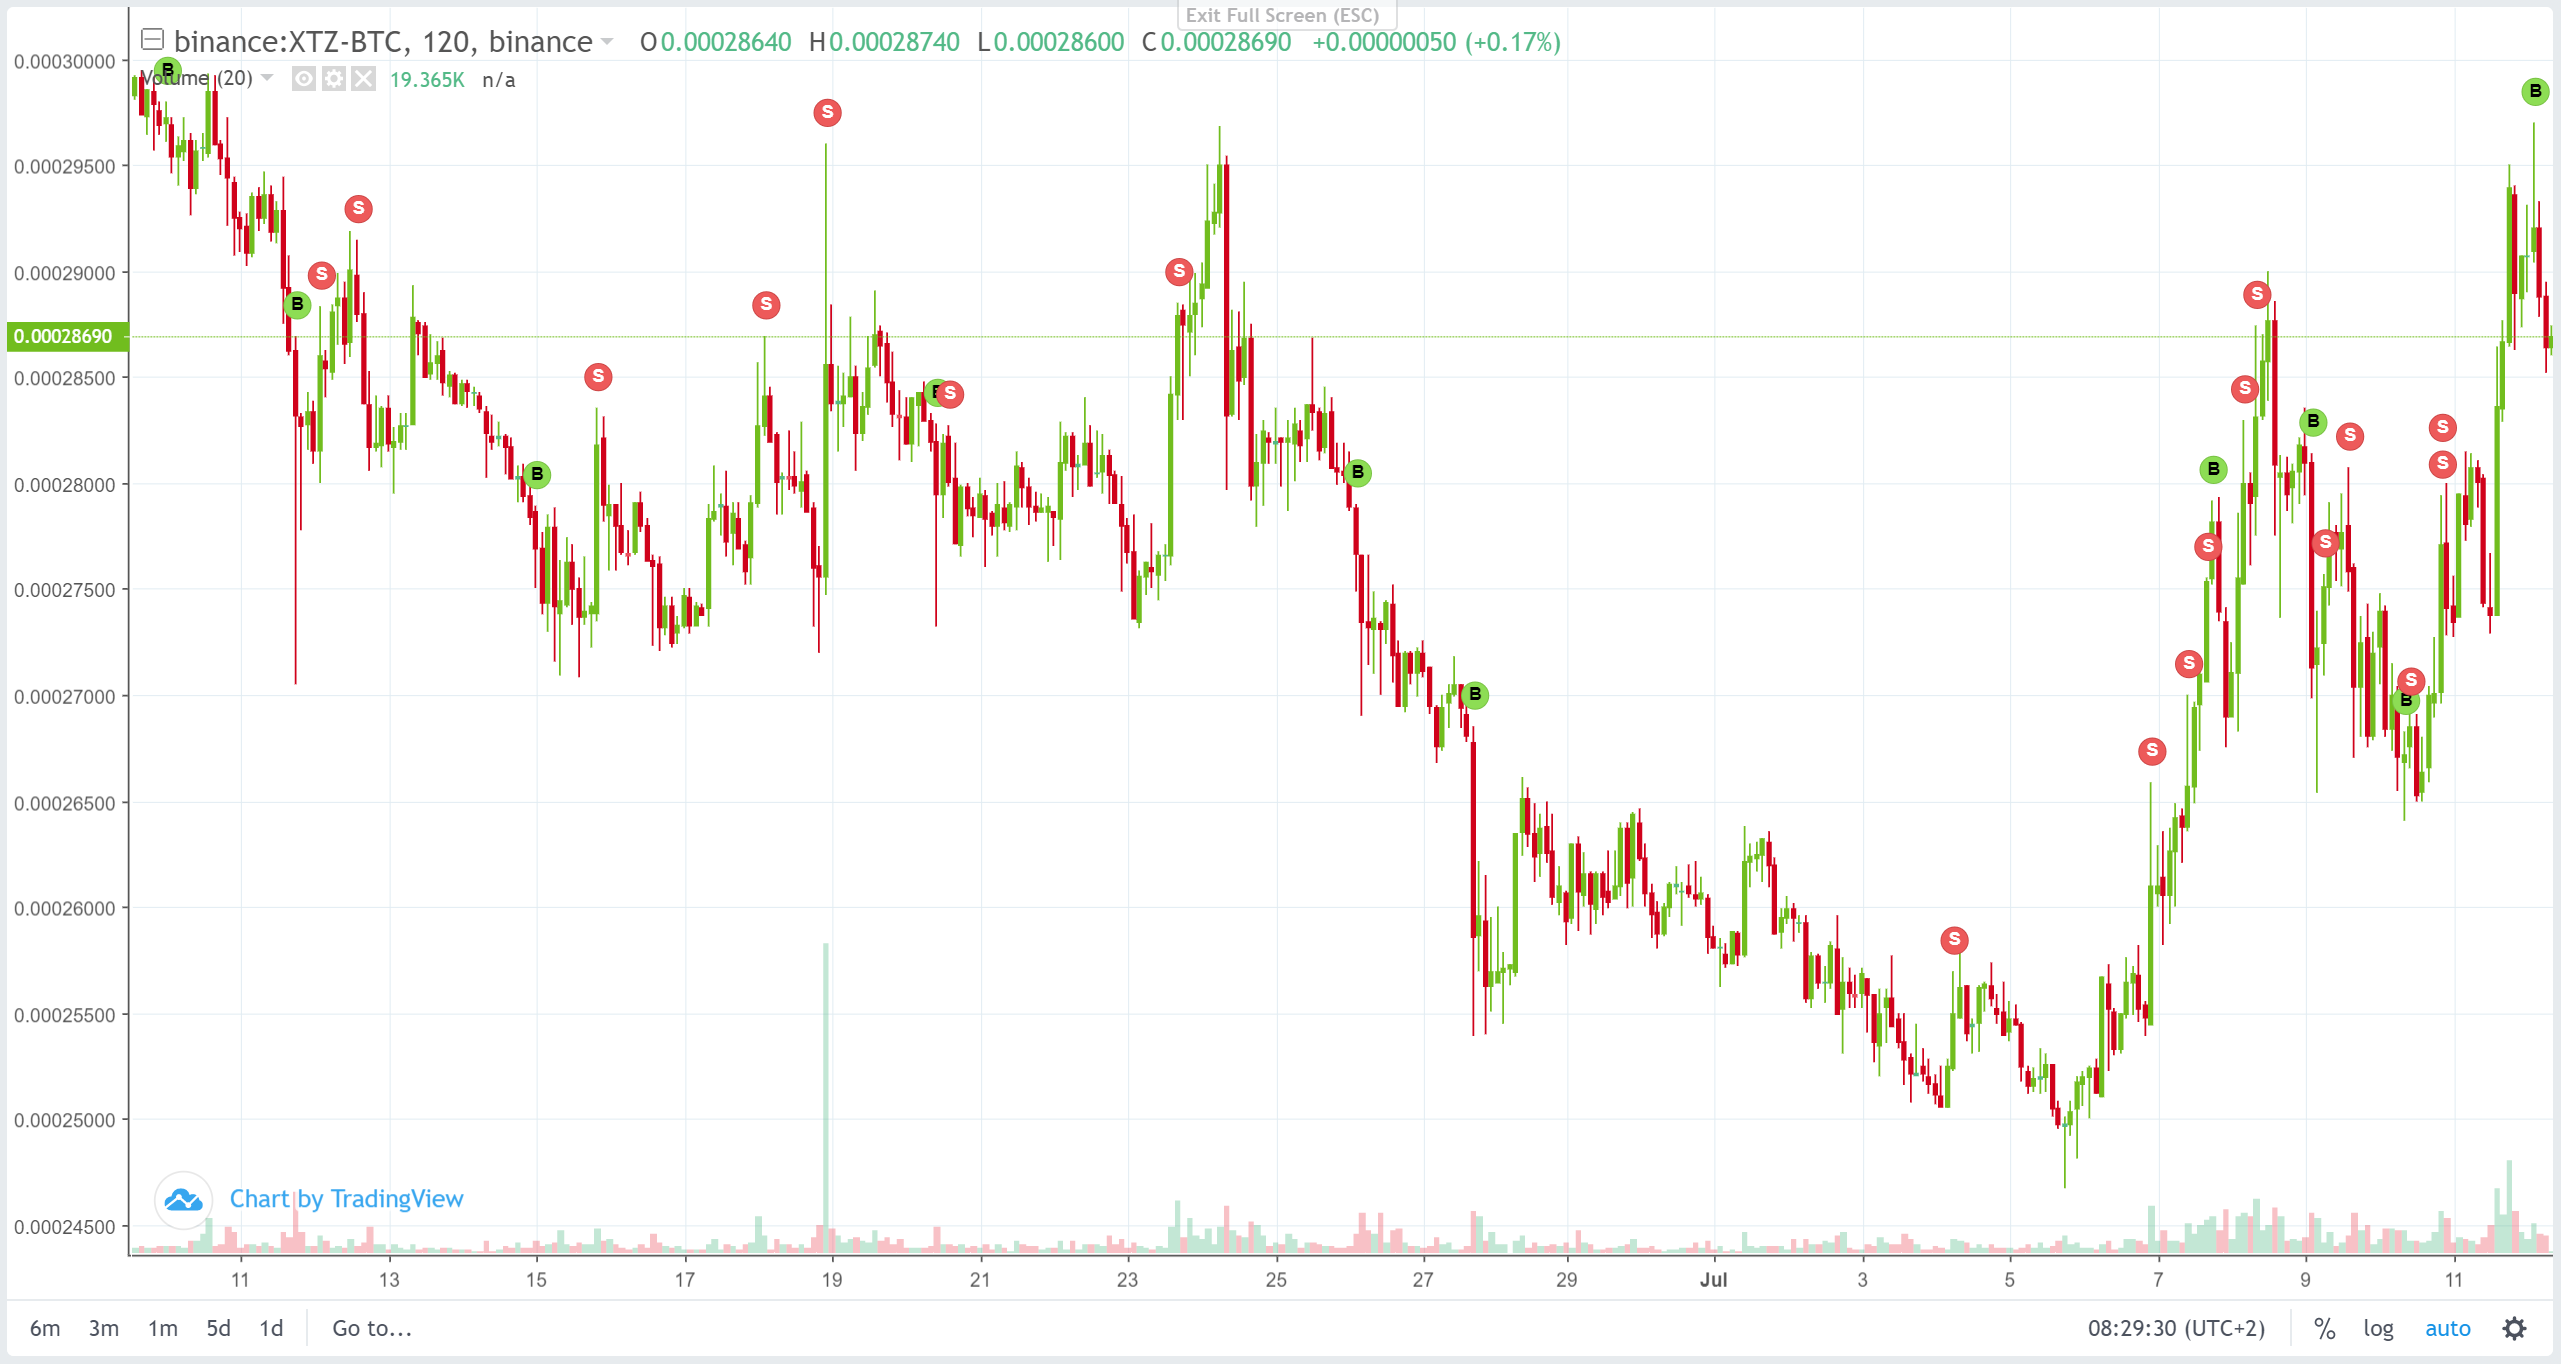 Exit Full Screen (ESC)
binance:XTZ-BTC, 120, binance O0.00028640 H0.00028740 L0.00028600 C0.00028690 +0.00000050 (+0.17%)
Volume (20) 19.365K n/a
0.00030000
0.00029500
0.00029000
0.00028690
0.00028500
0.00028000
0.00027500
0.00027000
0.00026500
0.00026000
0.00025500
0.00025000
0.00024500
B
B
S
S
S
S
B
S
S
B
S
S
B
B
S
S
S
S
B
S
S
B
S
S
B
S
S
S
B
B
Chart by TradingView
11 13 15 17 19 21 23 25 27 29 Jul 3 5 7 9 11
6m 3m 1m 5d 1d Go to... 08:29:30 (UTC+2) % log auto